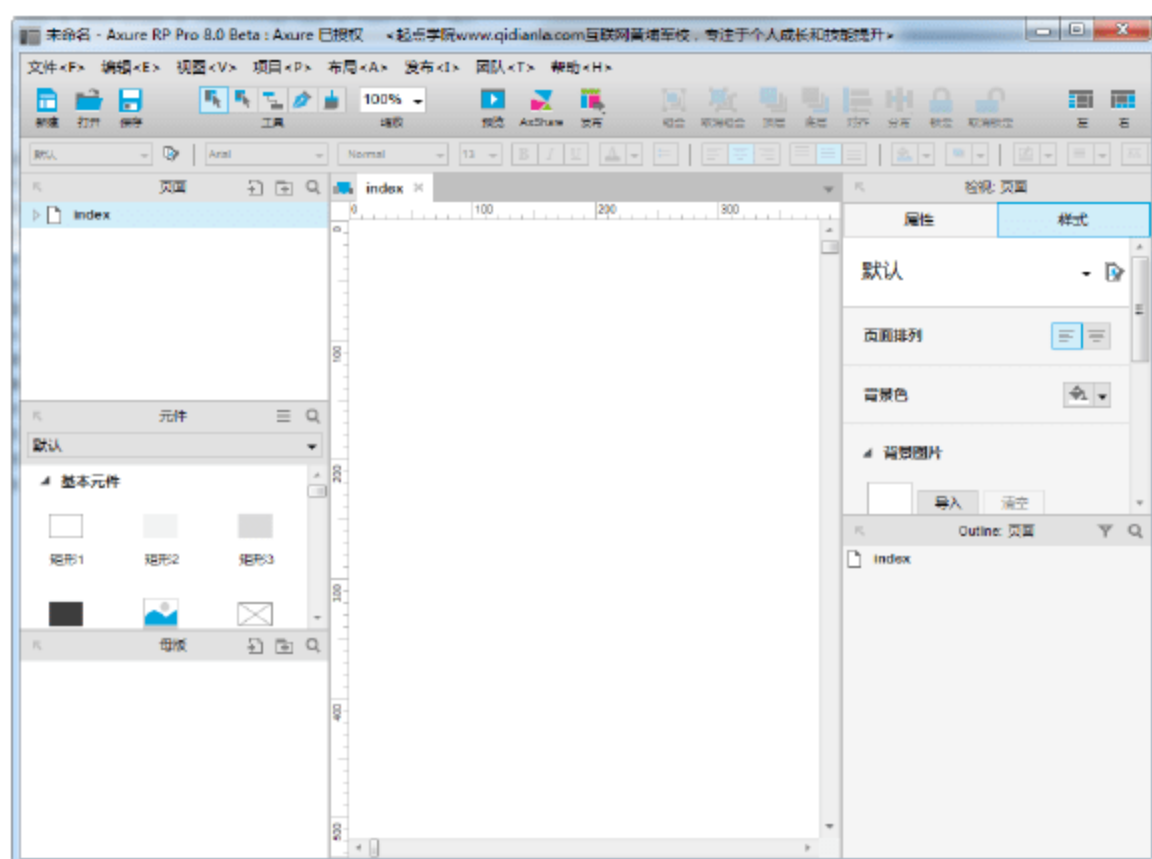 未命名 - Axure RP Pro 8.0 Beta : Axure 已授权 <起点学院www.qidianla.com互联网黄埔军校，专注于个人成长和技能提升>
文件<F> 编辑<E> 视图<V> 项目<P> 布局<A> 发布<I> 团队<T> 帮助<H>
100%
新建 打开 保存 工具 缩放 预览 AxShare 发布 组合 取消组合 顶层 底层 对齐 分布 锁定 取消锁定 左 右
默认 Arial Normal 13 B I U
页面
index
index
0 100 200 300
0
100
200
300
400
500
元件
默认
基本元件
矩形1 矩形2 矩形3
母版
检视: 页面
属性 样式
默认
页面排列
背景色
背景图片
导入 清空
Outline: 页面
index